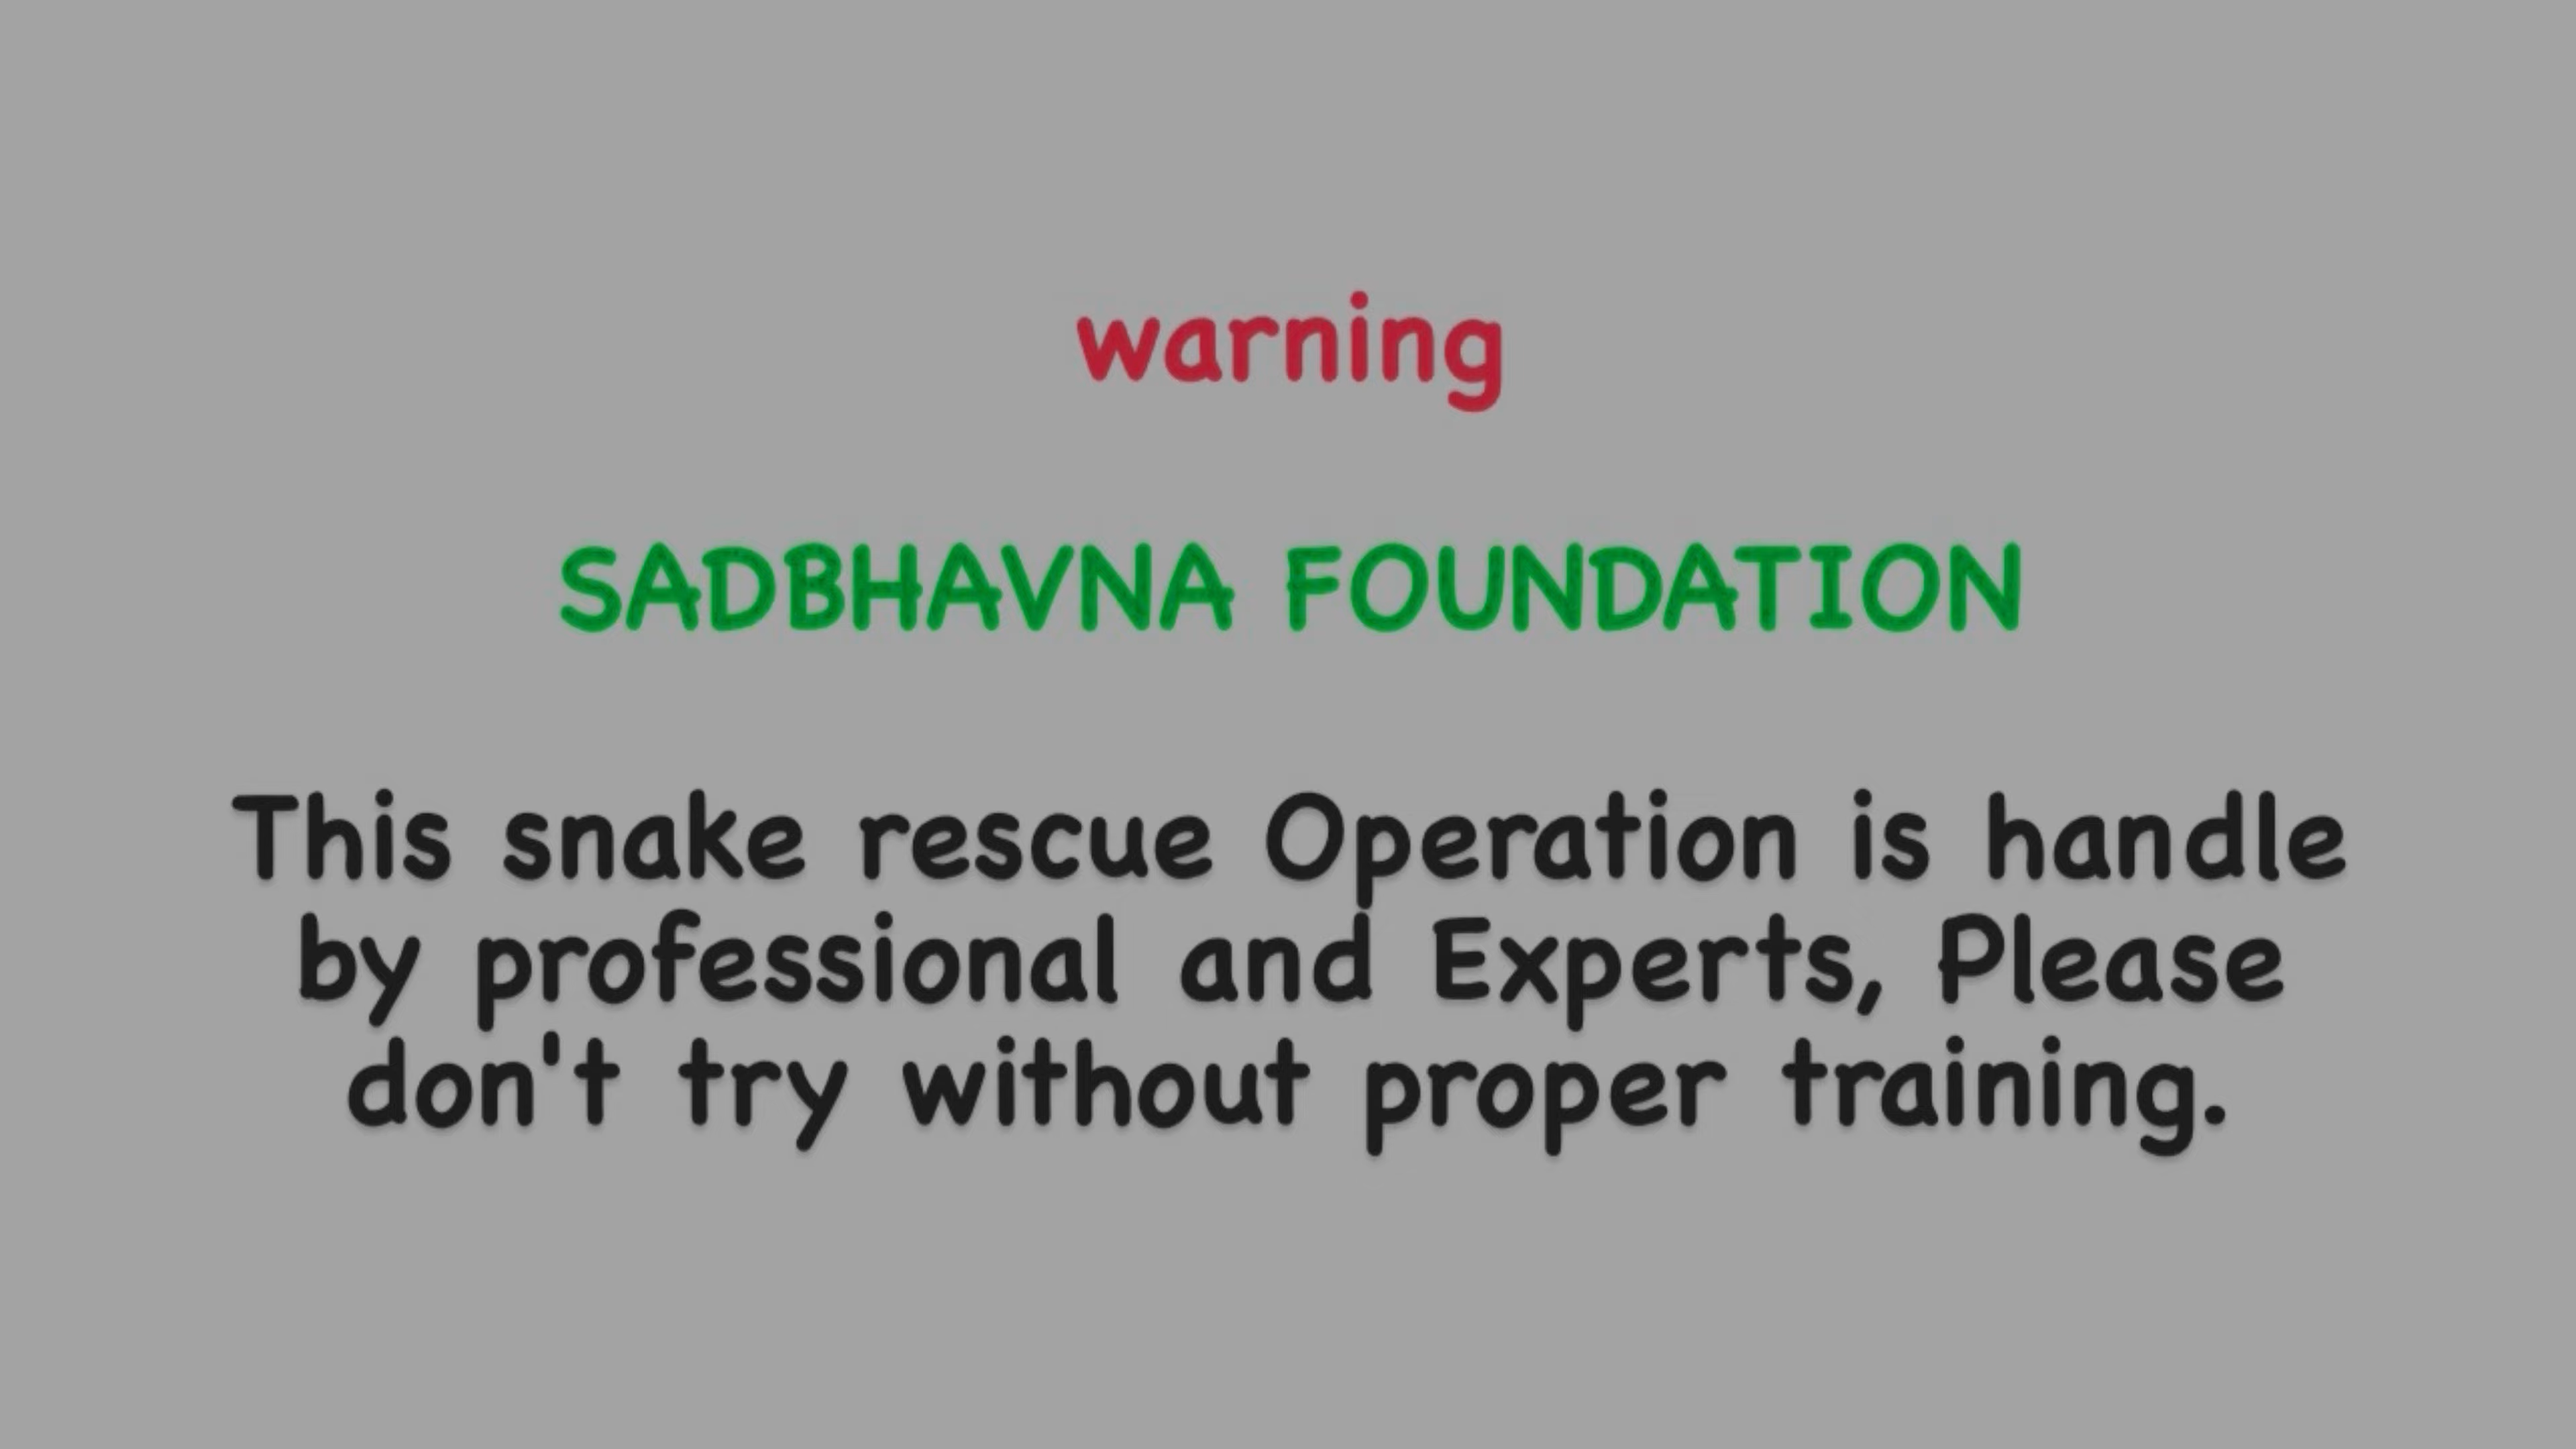 warning
SADBHAVNA FOUNDATION
This snake rescue Operation is handle
by professional and Experts, Please
don't try without proper training.